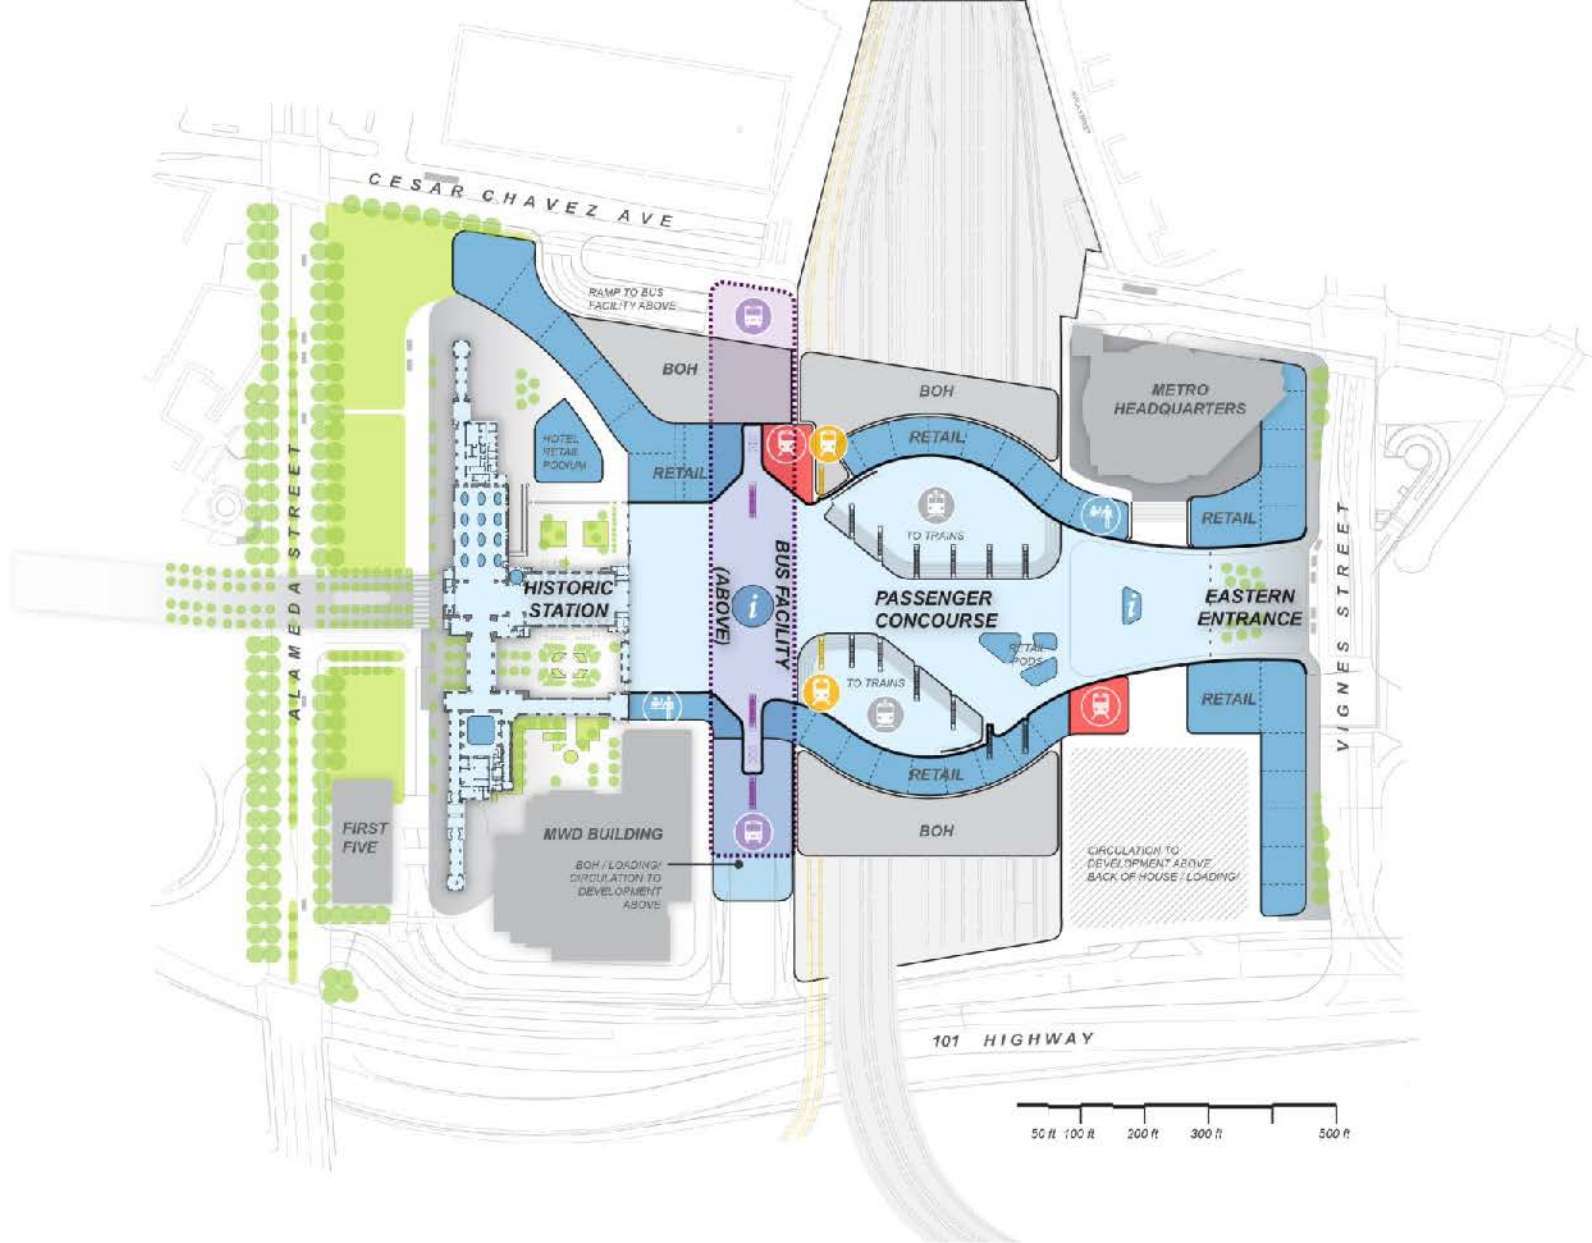 CESAR CHAVEZ AVE
RAMP TO BUS
FACILITY ABOVE
BOH
BOH
METRO
HEADQUARTERS
HOTEL
RETAIL
PODIUM
RETAIL
RETAIL
TO TRAINS
RETAIL
ALAMEDA STREET
HISTORIC
STATION
BUS FACILITY
(ABOVE)
i
PASSENGER
CONCOURSE
i
EASTERN
ENTRANCE
VIGNES STREET
RETAIL
PODS
TO TRAINS
RETAIL
RETAIL
FIRST
FIVE
MWD BUILDING
BOH / LOADING/
CIRCULATION TO
DEVELOPMENT
ABOVE
BOH
CIRCULATION TO
DEVELOPMENT ABOVE
BACK OF HOUSE / LOADING/
101 HIGHWAY
50 ft 100 ft 200 ft 300 ft 500 ft